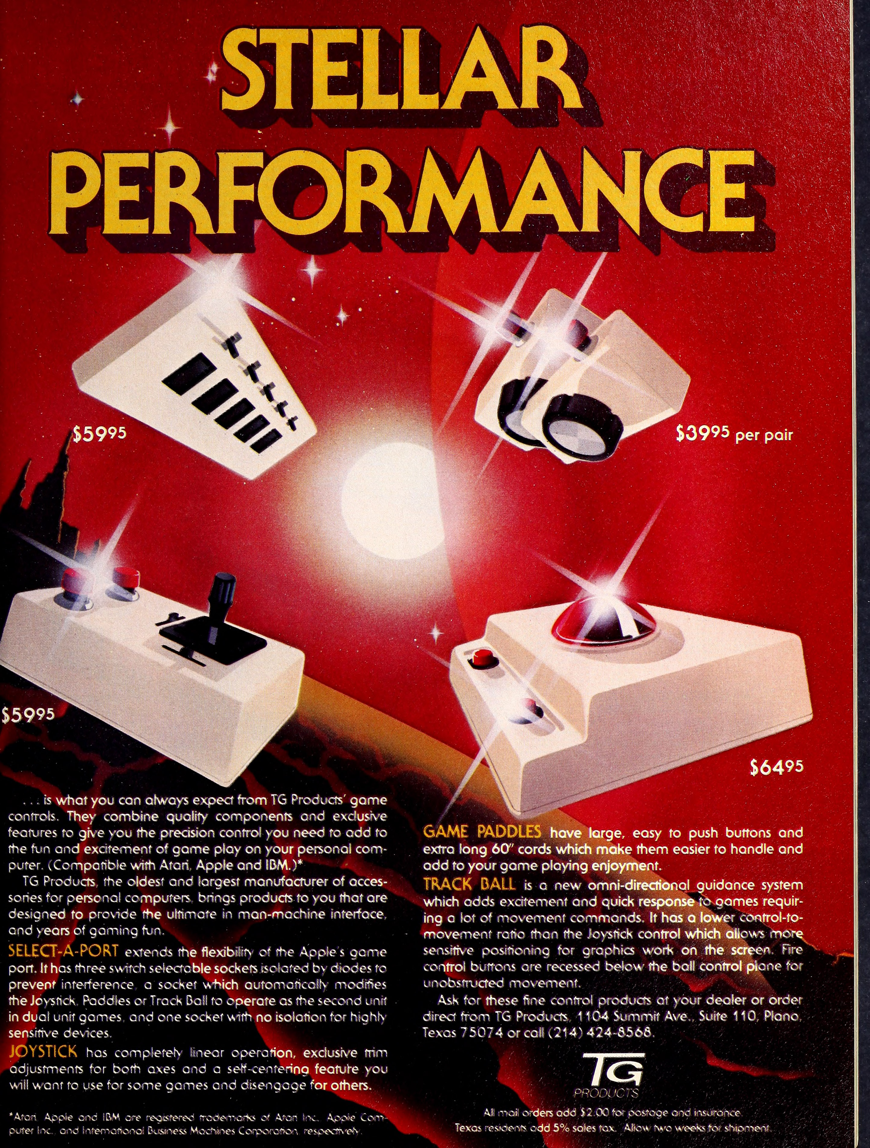 STELLAR
PERFORMANCE
$59⁹⁵
$39⁹⁵ per pair
$59⁹⁵
$64⁹⁵
. . . is what you can always expect from TG Products' game
controls. They combine quality components and exclusive
features to give you the precision control you need to add to
the fun and excitement of game play on your personal com-
puter. (Compatible with Atari, Apple and IBM.)*
TG Products, the oldest and largest manufacturer of acces-
sories for personal computers, brings products to you that are
designed to provide the ultimate in man-machine interface,
and years of gaming fun.
SELECT-A-PORT extends the flexibility of the Apple's game
port. It has three switch selectable sockets isolated by diodes to
prevent interference, a socket which automatically modifies
the Joystick, Paddles or Track Ball to operate as the second unit
in dual unit games, and one socket with no isolation for highly
sensitive devices.
JOYSTICK has completely linear operation, exclusive trim
adjustments for both axes and a self-centering feature you
will want to use for some games and disengage for others.
*Atari, Apple and IBM are registered trademarks of Atari Inc., Apple Com-
puter Inc., and International Business Machines Corporation, respectively.
GAME PADDLES have large, easy to push buttons and
extra long 60" cords which make them easier to handle and
add to your game playing enjoyment.
TRACK BALL is a new omni-directional guidance system
which adds excitement and quick response to games requir-
ing a lot of movement commands. It has a lower control-to-
movement ratio than the Joystick control which allows more
sensitive positioning for graphics work on the screen. Fire
control buttons are recessed below the ball control plane for
unobstructed movement.
Ask for these fine control products at your dealer or order
direct from TG Products, 1104 Summit Ave., Suite 110, Plano,
Texas 75074 or call (214) 424-8568.
TG
PRODUCTS
All mail orders add $2.00 for postage and insurance.
Texas residents add 5% sales tax. Allow two weeks for shipment.